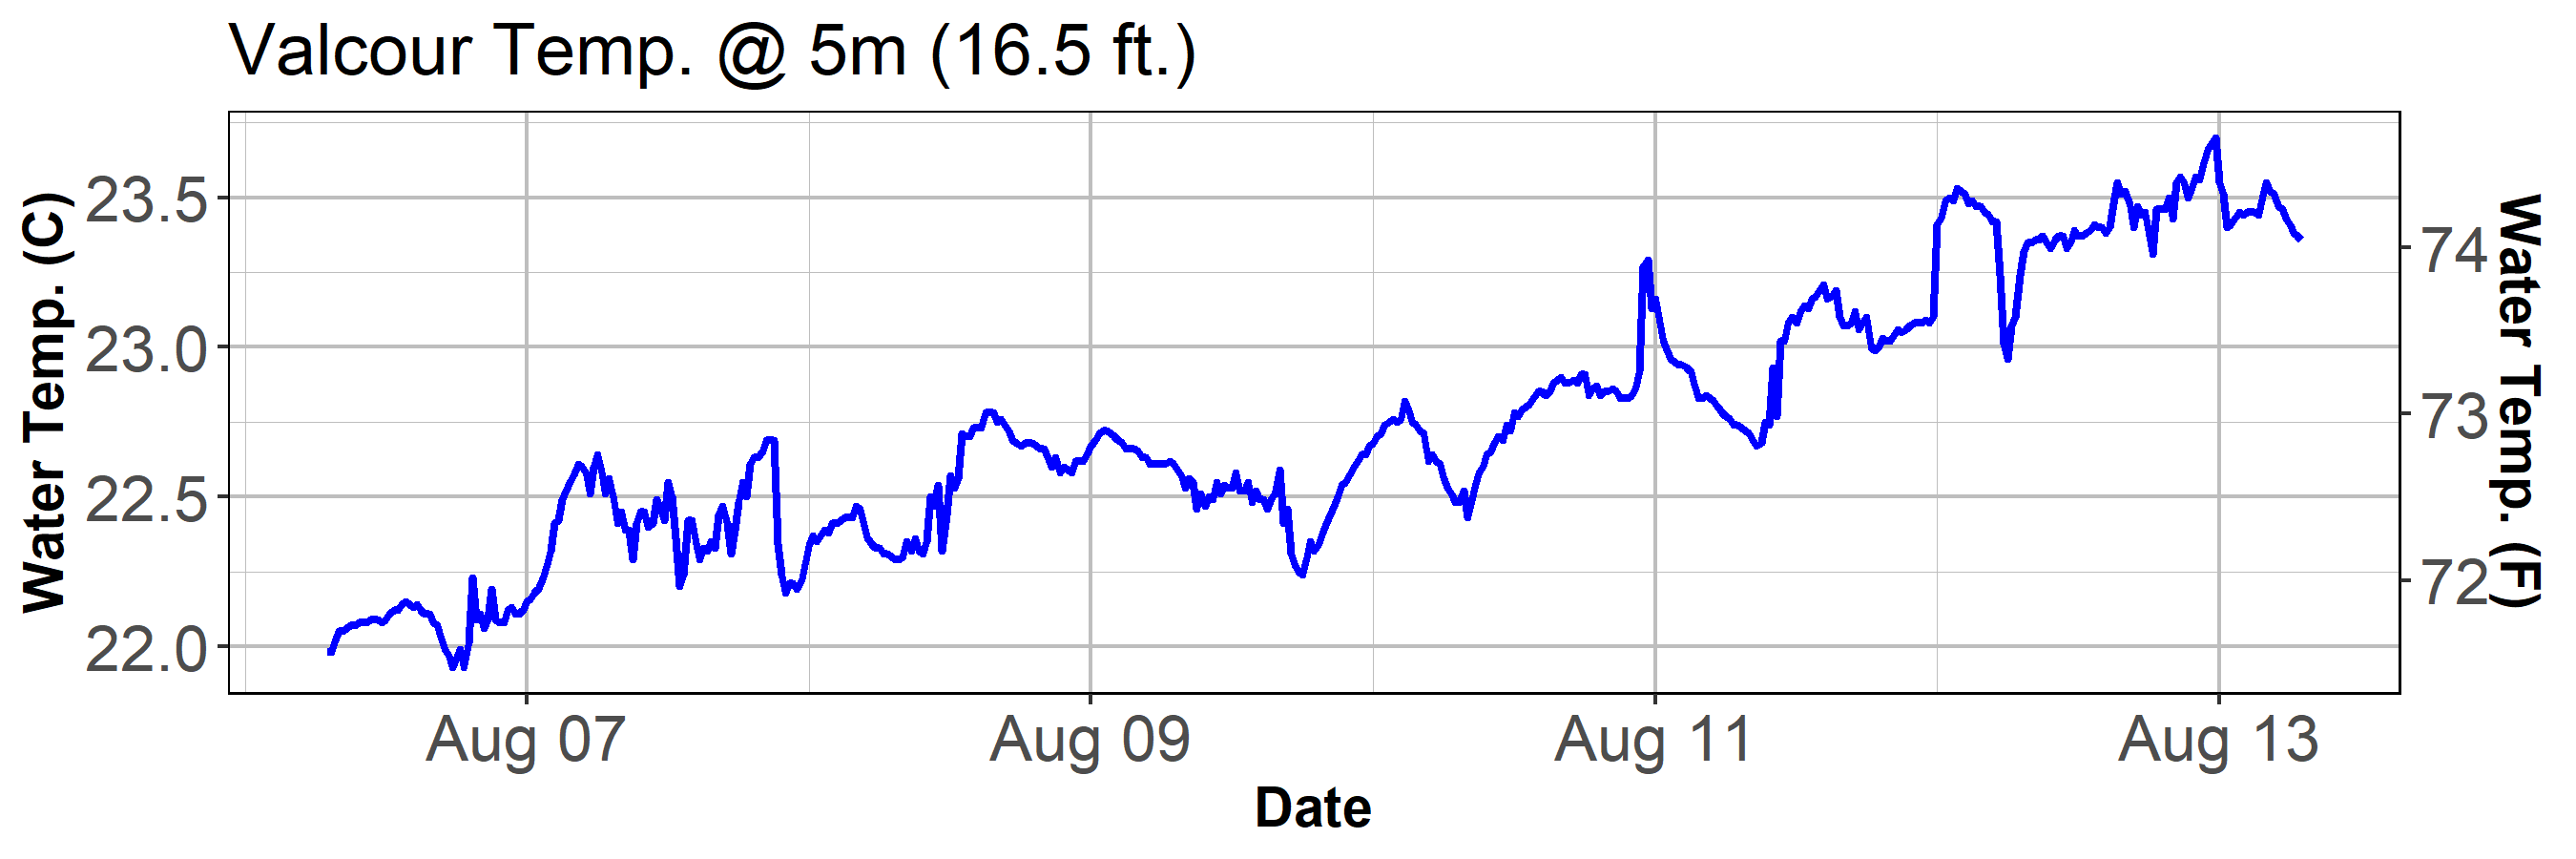 Valcour Temp. @ 5m (16.5 ft.)
Water Temp. (C)
23.5
23.0
22.5
22.0
74
73
72
Water Temp. (F)
Aug 07 Aug 09 Aug 11 Aug 13
Date